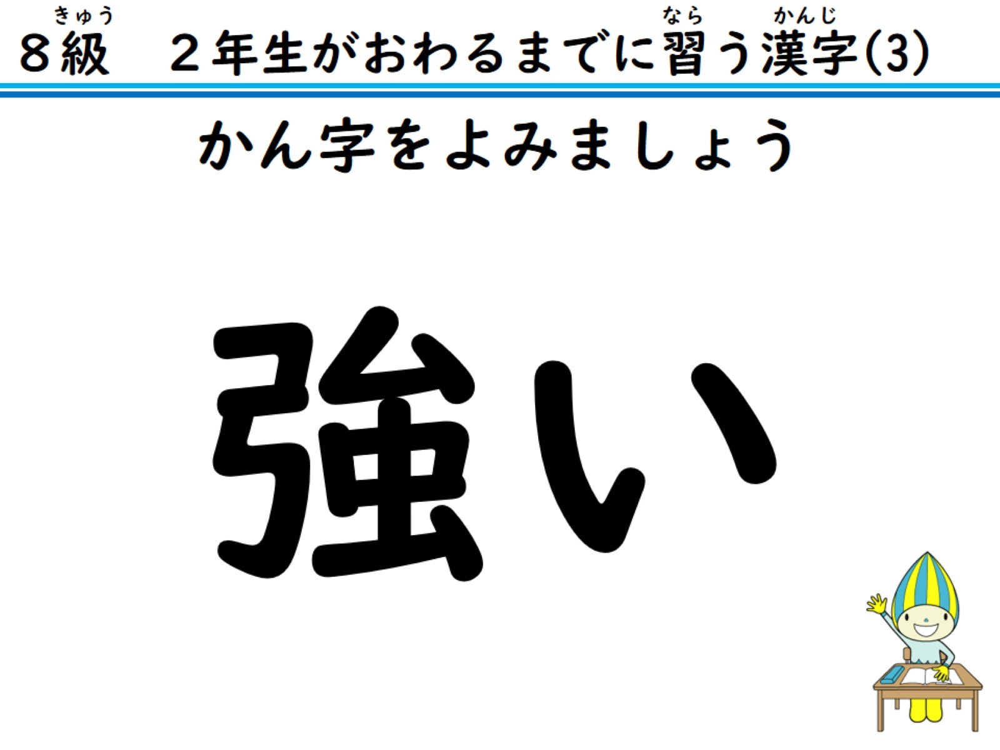 きゅう なら かんじ
８級　２年生がおわるまでに習う漢字(3)
かん字をよみましょう
強い